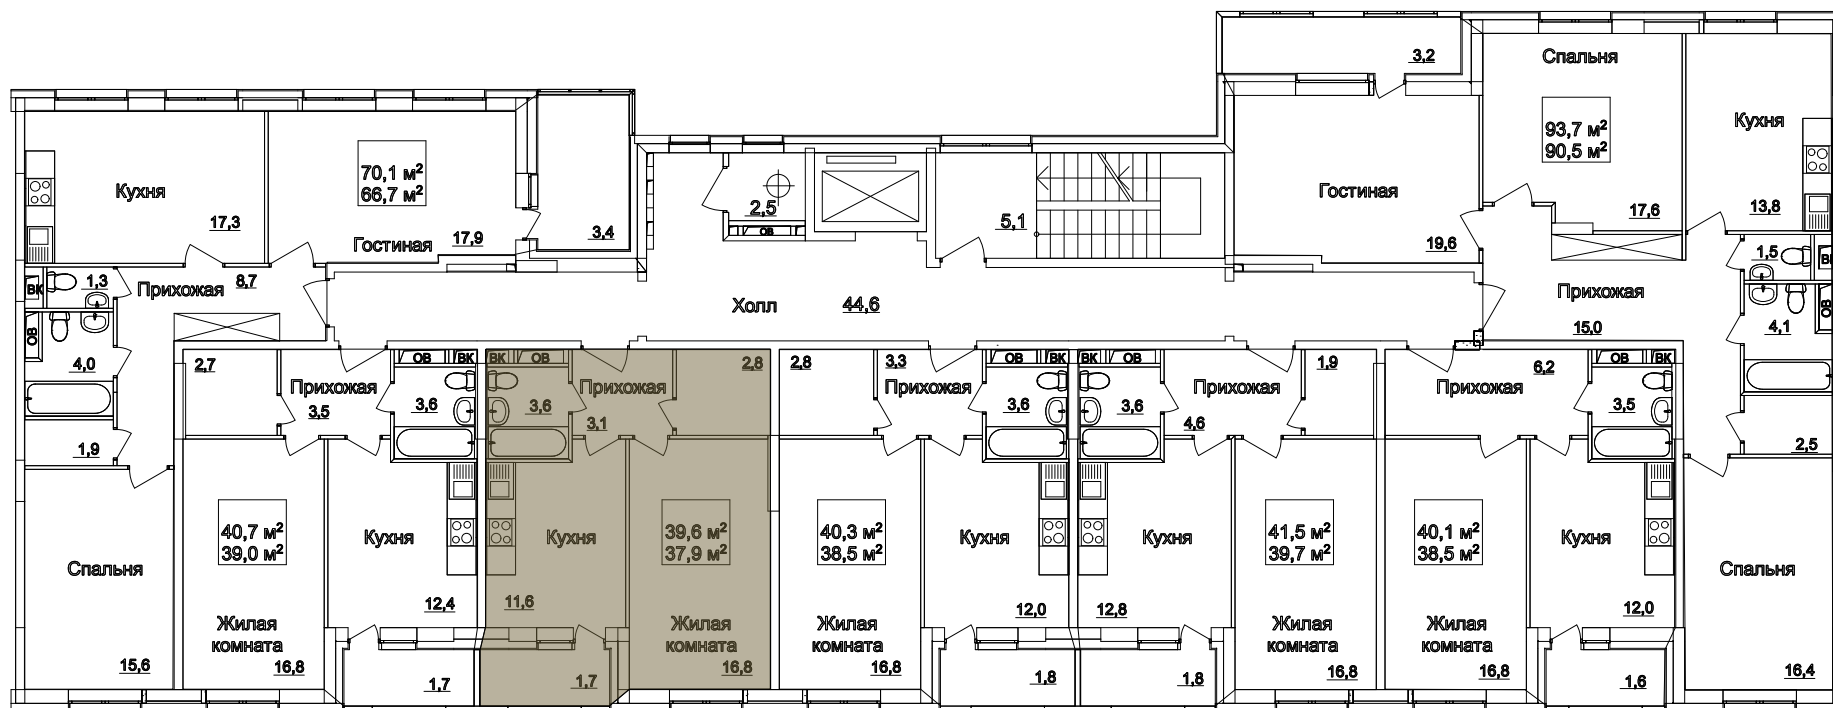 3,2
Спальня
93,7 м²
90,5 м²
Кухня
17,6
13,8
Гостиная
19,6
70,1 м²
66,7 м²
Кухня
17,3
Гостиная
17,9
3,4
2,5
ОВ
5,1
1,5
ВК
ВК
1,3
Прихожая
8,7
Холл
44,6
Прихожая
15,0
4,1
ОВ
ОВ
4,0
1,9
2,7
Прихожая
3,5
ОВ
ВК
3,6
ВК
ОВ
3,6
Прихожая
3,1
2,8
2,8
3,3
Прихожая
ОВ
ВК
3,6
ВК
ОВ
3,6
Прихожая
4,6
1,9
Прихожая
6,2
ОВ
ВК
3,5
2,5
40,7 м²
39,0 м²
Кухня
12,4
Кухня
11,6
39,6 м²
37,9 м²
40,3 м²
38,5 м²
Кухня
12,0
Кухня
12,8
41,5 м²
39,7 м²
40,1 м²
38,5 м²
Кухня
12,0
Спальня
15,6
Жилая
комната
16,8
1,7
1,7
Жилая
комната
16,8
Жилая
комната
16,8
1,8
1,8
Жилая
комната
16,8
Жилая
комната
16,8
1,6
Спальня
16,4